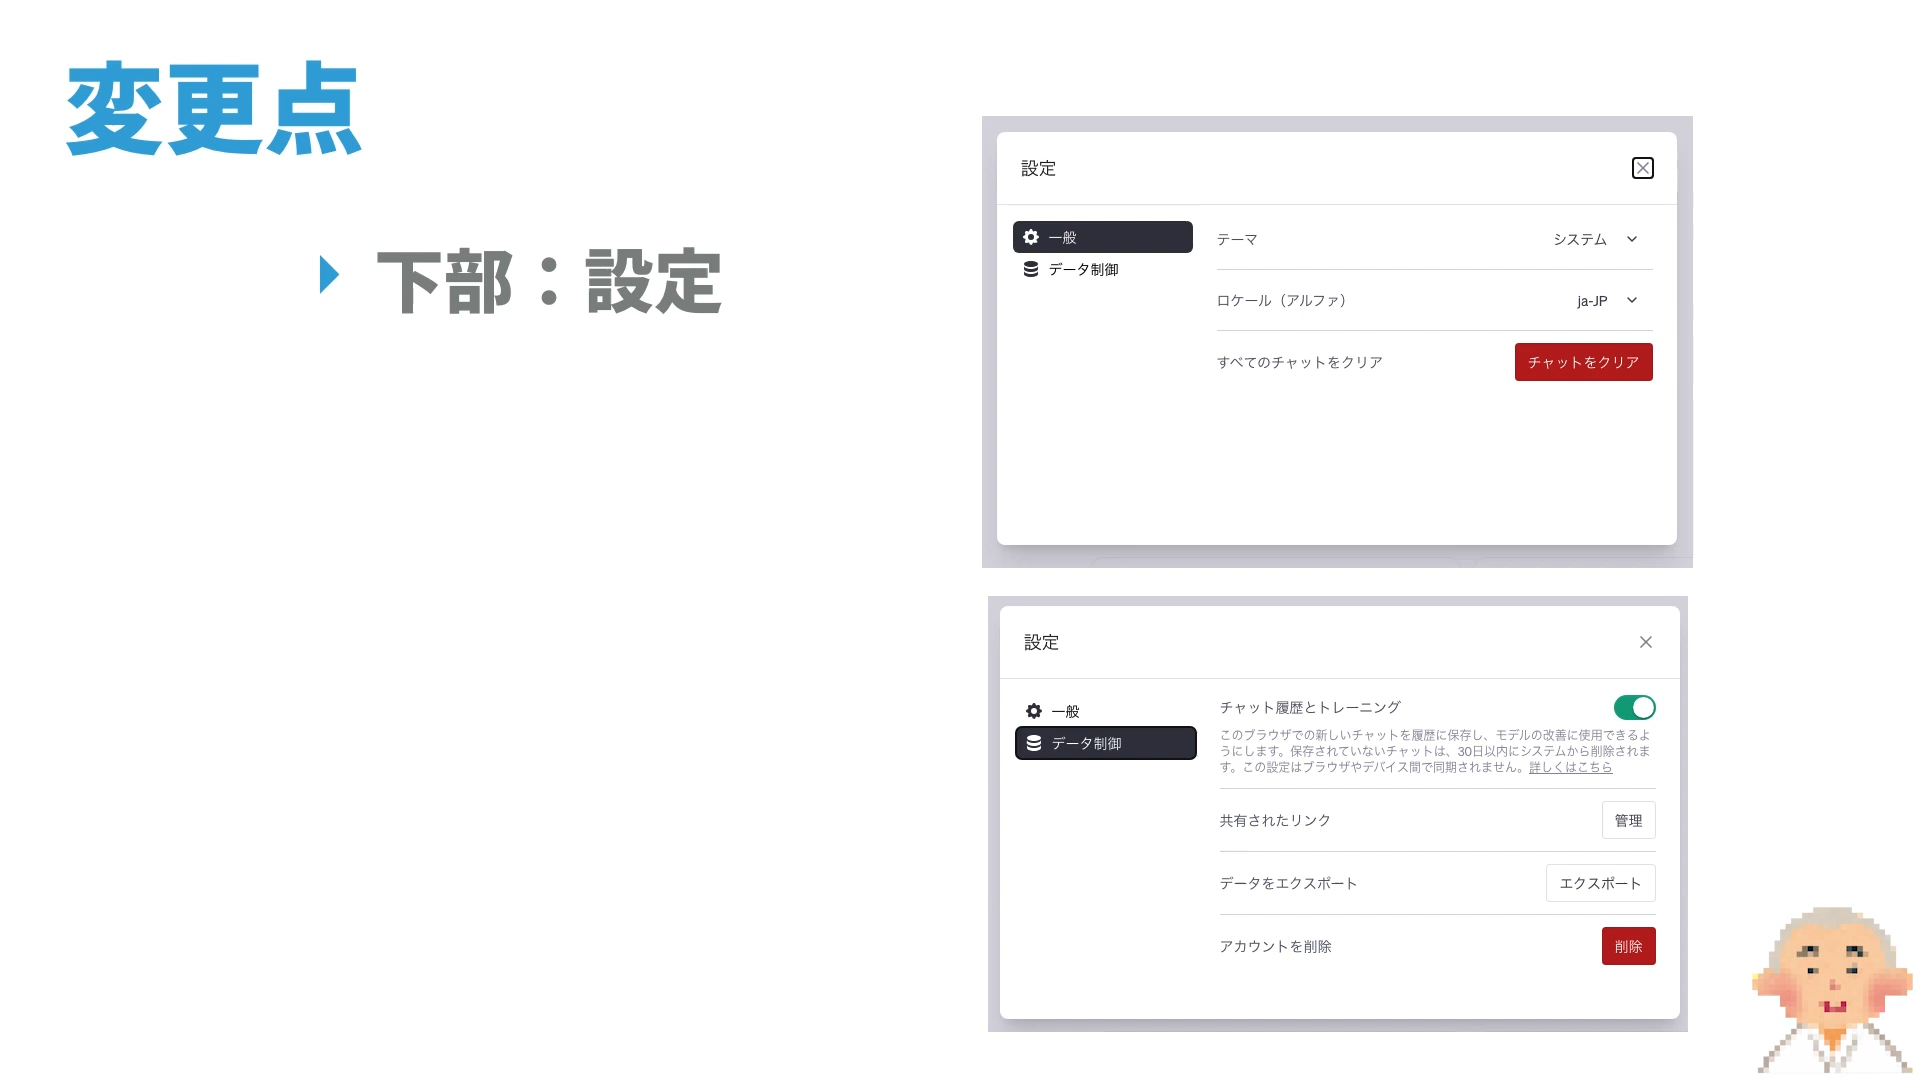 変更点
下部：設定
設定
一般
データ制御
テーマ
システム
ロケール（アルファ）
ja-JP
すべてのチャットをクリア
チャットをクリア
設定
一般
データ制御
チャット履歴とトレーニング
このブラウザでの新しいチャットを履歴に保存し、モデルの改善に使用できるよ
うにします。保存されていないチャットは、30日以内にシステムから削除されま
す。この設定はブラウザやデバイス間で同期されません。詳しくはこちら
共有されたリンク
管理
データをエクスポート
エクスポート
アカウントを削除
削除